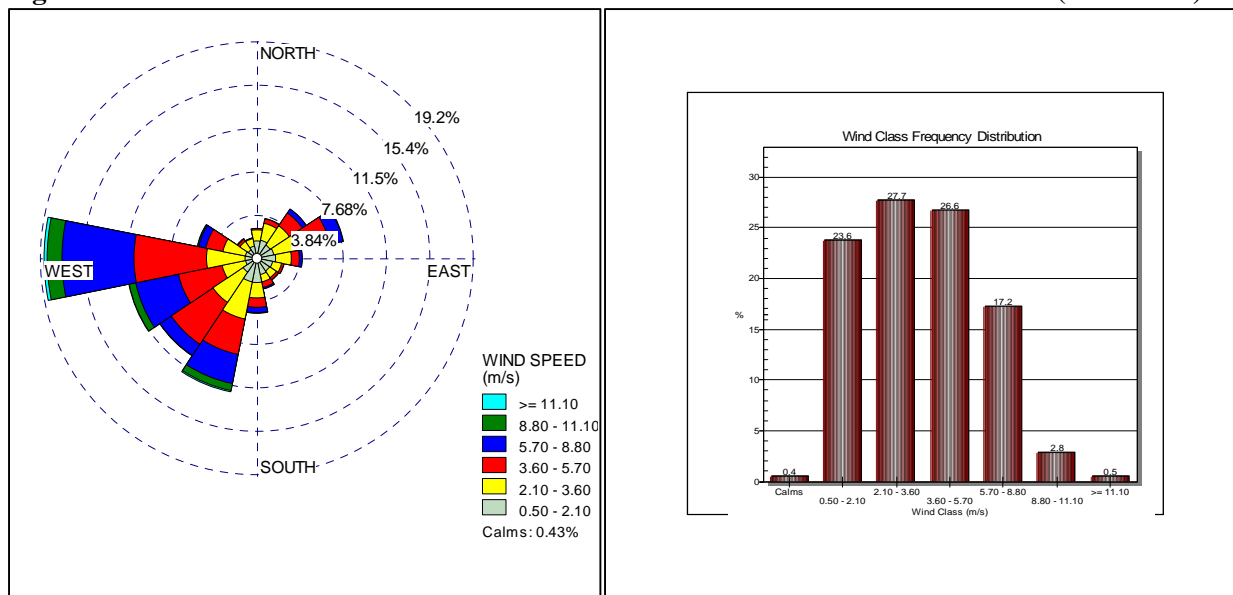 NORTH
19.2%
15.4%
11.5%
7.68%
3.84%
WEST
EAST
SOUTH
WIND SPEED
(m/s)
>= 11.10
8.80 - 11.10
5.70 - 8.80
3.60 - 5.70
2.10 - 3.60
0.50 - 2.10
Calms: 0.43%
Wind Class Frequency Distribution
30
25
20
15
10
5
0
%
0.4
23.6
27.7
26.6
17.2
2.8
0.5
Calms
0.50 - 2.10
2.10 - 3.60
3.60 - 5.70
5.70 - 8.80
8.80 - 11.10
>= 11.10
Wind Class (m/s)